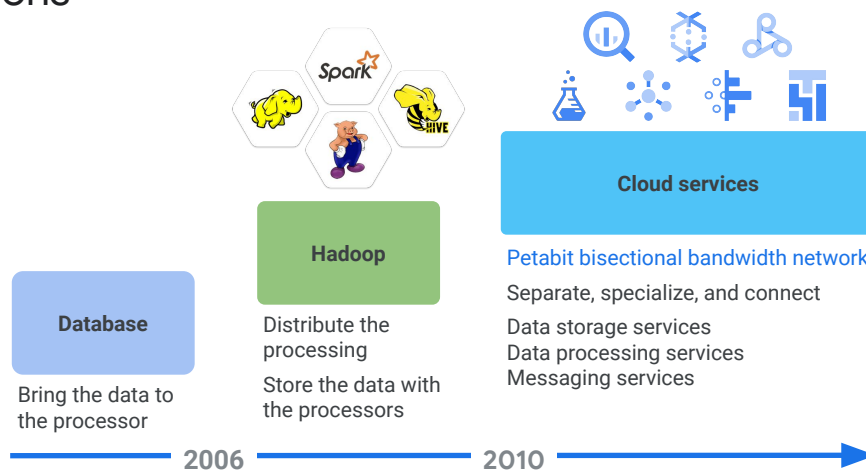 Spark
HIVE
Cloud services
Hadoop
Petabit bisectional bandwidth network
Separate, specialize, and connect
Database
Distribute the
processing
Data storage services
Data processing services
Messaging services
Store the data with
the processors
Bring the data to
the processor
2006
2010